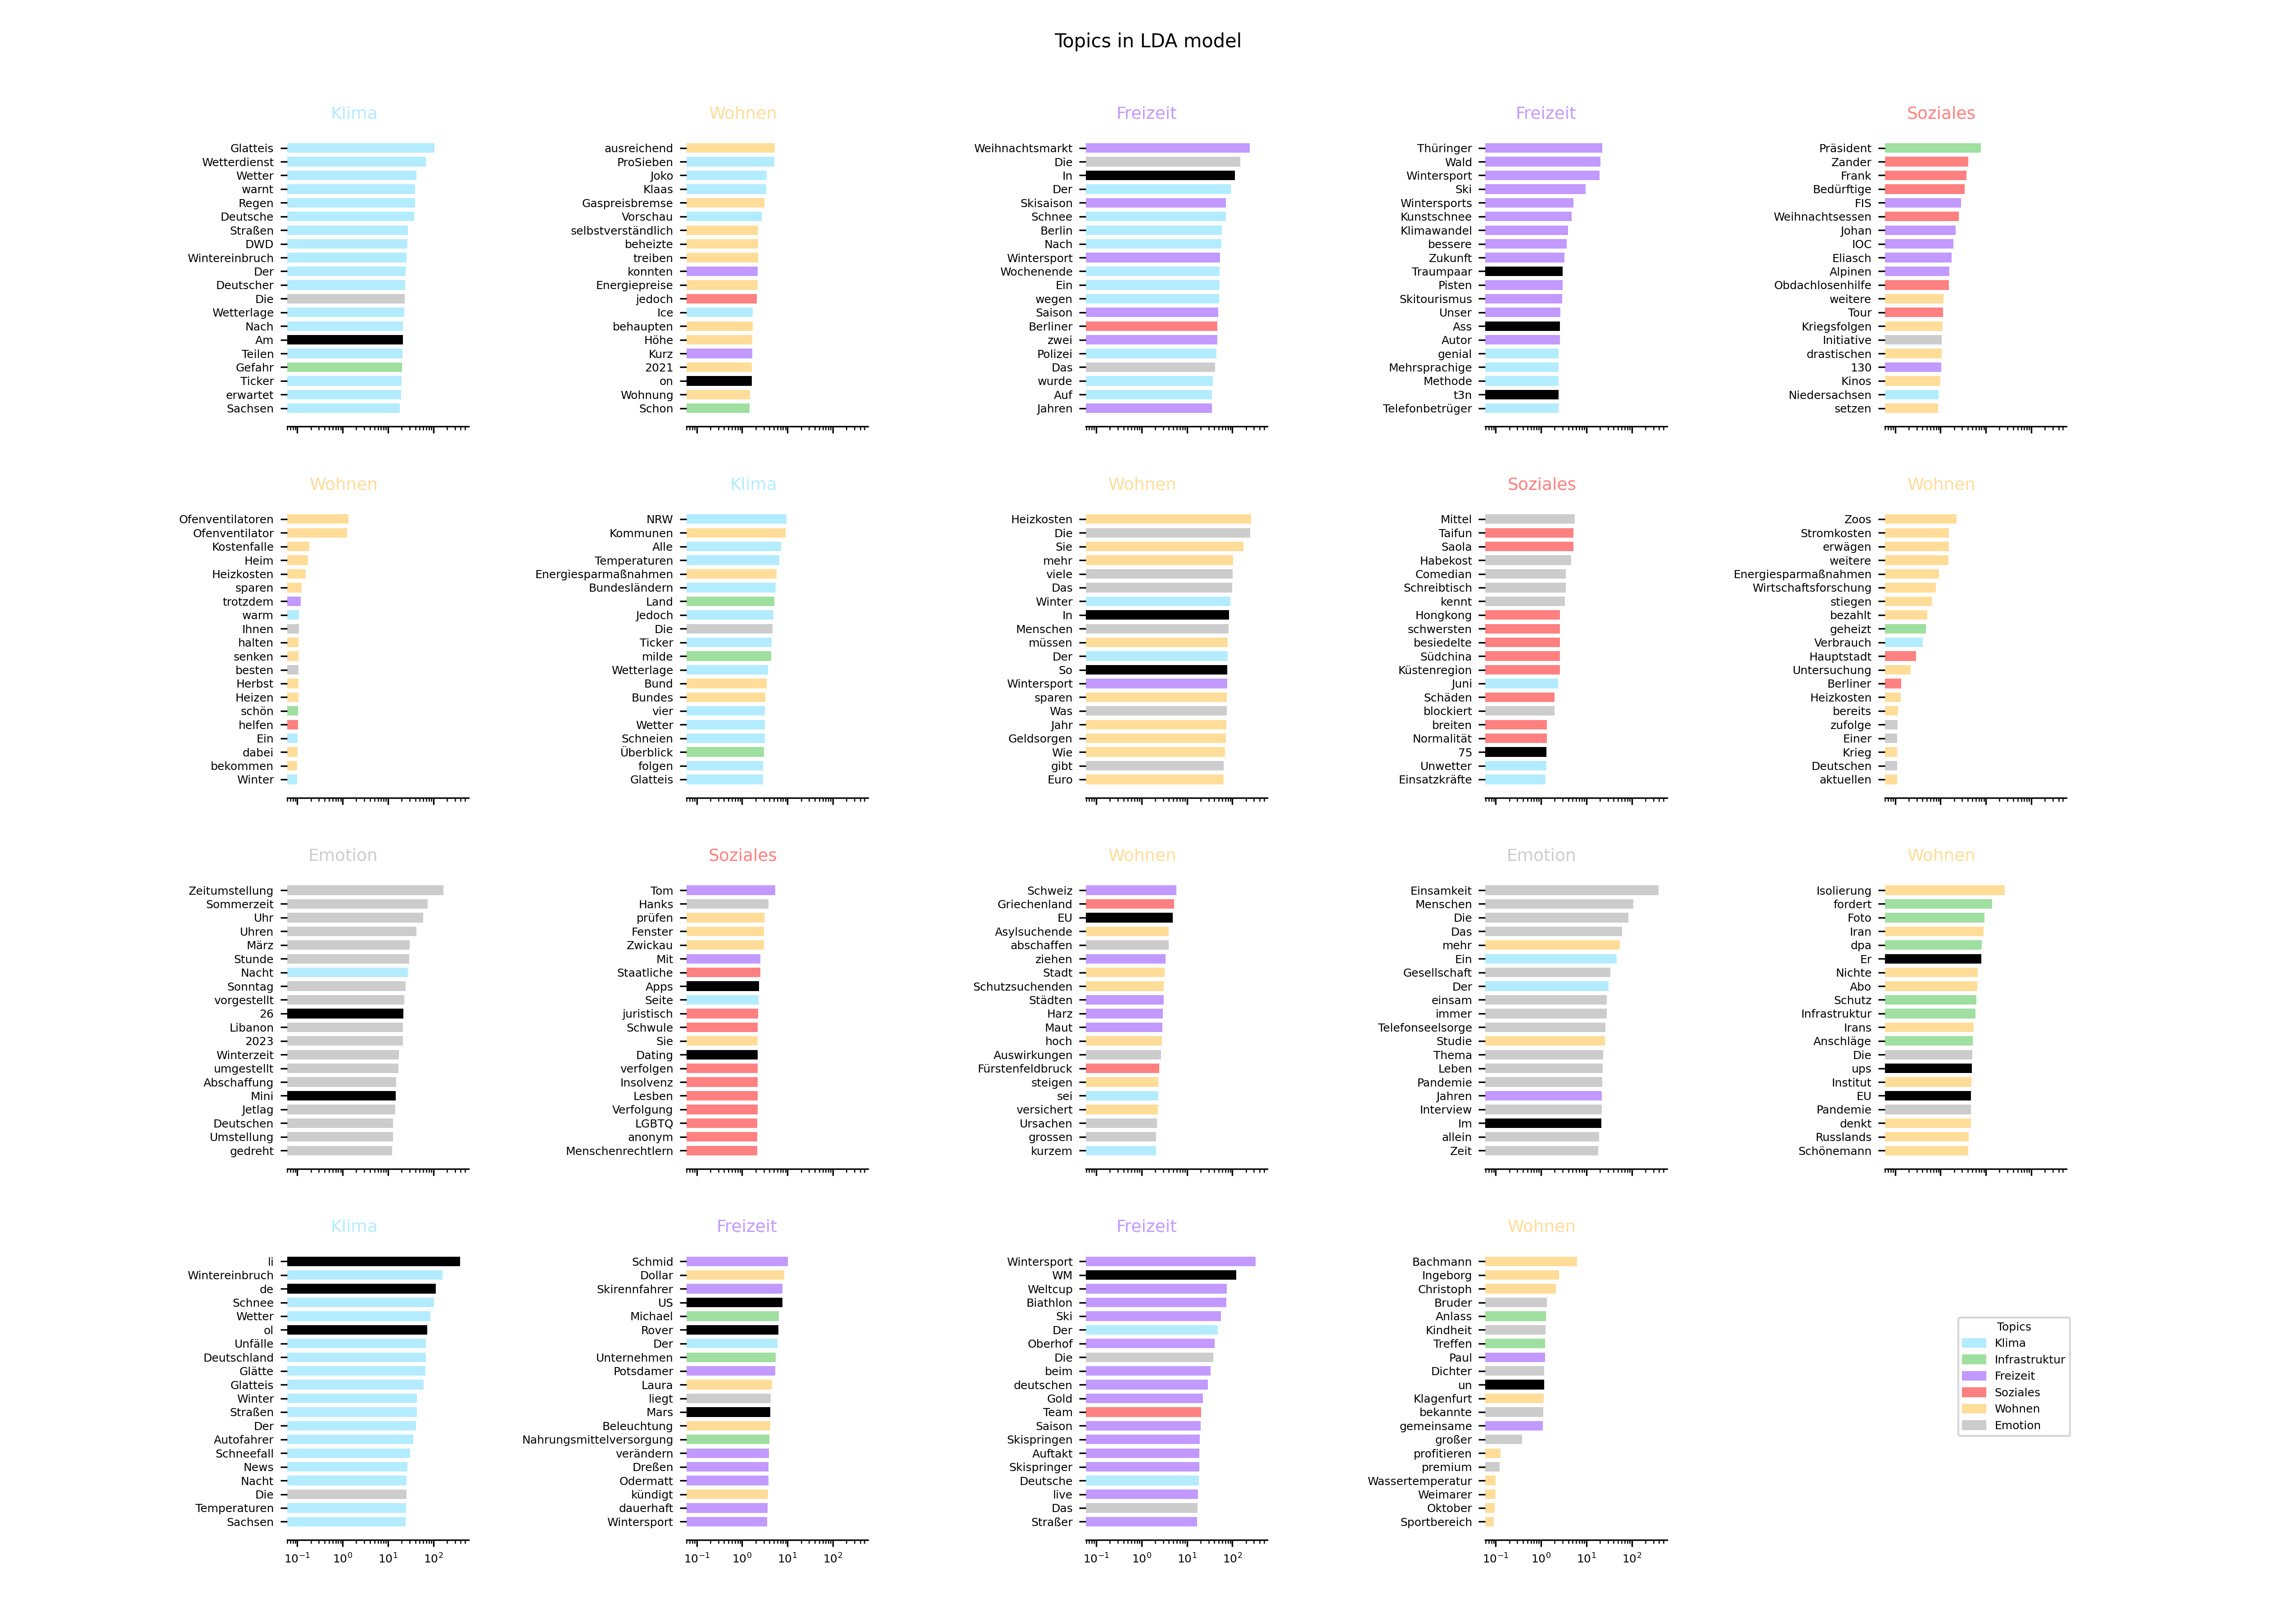 Topics in LDA model
Klima
Glatteis
Wetterdienst
Wetter
warnt
Regen
Deutsche
Straßen
DWD
Wintereinbruch
Der
Deutscher
Die
Wetterlage
Nach
Am
Teilen
Gefahr
Ticker
erwartet
Sachsen
Wohnen
ausreichend
ProSieben
Joko
Klaas
Gaspreisbremse
Vorschau
selbstverständlich
beheizte
treiben
konnten
Energiepreise
jedoch
Ice
behaupten
Höhe
Kurz
2021
on
Wohnung
Schon
Freizeit
Weihnachtsmarkt
Die
In
Der
Skisaison
Schnee
Berlin
Nach
Wintersport
Wochenende
Ein
wegen
Saison
Berliner
zwei
Polizei
Das
wurde
Auf
Jahren
Freizeit
Thüringer
Wald
Wintersport
Ski
Wintersports
Kunstschnee
Klimawandel
bessere
Zukunft
Traumpaar
Pisten
Skitourismus
Unser
Ass
Autor
genial
Mehrsprachige
Methode
t3n
Telefonbetrüger
Soziales
Präsident
Zander
Frank
Bedürftige
FIS
Weihnachtsessen
Johan
IOC
Eliasch
Alpinen
Obdachlosenhilfe
weitere
Tour
Kriegsfolgen
Initiative
drastischen
130
Kinos
Niedersachsen
setzen
Wohnen
Ofenventilatoren
Ofenventilator
Kostenfalle
Heim
Heizkosten
sparen
trotzdem
warm
Ihnen
halten
senken
besten
Herbst
Heizen
schön
helfen
Ein
dabei
bekommen
Winter
Klima
NRW
Kommunen
Alle
Temperaturen
Energiesparmaßnahmen
Bundesländern
Land
Jedoch
Die
Ticker
milde
Wetterlage
Bund
Bundes
vier
Wetter
Schneien
Überblick
folgen
Glatteis
Wohnen
Heizkosten
Die
Sie
mehr
viele
Das
Winter
In
Menschen
müssen
Der
So
Wintersport
sparen
Was
Jahr
Geldsorgen
Wie
gibt
Euro
Soziales
Mittel
Taifun
Saola
Habekost
Comedian
Schreibtisch
kennt
Hongkong
schwersten
besiedelte
Südchina
Küstenregion
Juni
Schäden
blockiert
breiten
Normalität
75
Unwetter
Einsatzkräfte
Wohnen
Zoos
Stromkosten
erwägen
weitere
Energiesparmaßnahmen
Wirtschaftsforschung
stiegen
bezahlt
geheizt
Verbrauch
Hauptstadt
Untersuchung
Berliner
Heizkosten
bereits
zufolge
Einer
Krieg
Deutschen
aktuellen
Emotion
Zeitumstellung
Sommerzeit
Uhr
Uhren
März
Stunde
Nacht
Sonntag
vorgestellt
26
Libanon
2023
Winterzeit
umgestellt
Abschaffung
Mini
Jetlag
Deutschen
Umstellung
gedreht
Soziales
Tom
Hanks
prüfen
Fenster
Zwickau
Mit
Staatliche
Apps
Seite
juristisch
Schwule
Sie
Dating
verfolgen
Insolvenz
Lesben
Verfolgung
LGBTQ
anonym
Menschenrechtlern
Wohnen
Schweiz
Griechenland
EU
Asylsuchende
abschaffen
ziehen
Stadt
Schutzsuchenden
Städten
Harz
Maut
hoch
Auswirkungen
Fürstenfeldbruck
steigen
sei
versichert
Ursachen
grossen
kurzem
Emotion
Einsamkeit
Menschen
Die
Das
mehr
Ein
Gesellschaft
Der
einsam
immer
Telefonseelsorge
Studie
Thema
Leben
Pandemie
Jahren
Interview
Im
allein
Zeit
Wohnen
Isolierung
fordert
Foto
Iran
dpa
Er
Nichte
Abo
Schutz
Infrastruktur
Irans
Anschläge
Die
ups
Institut
EU
Pandemie
denkt
Russlands
Schönemann
Klima
li
Wintereinbruch
de
Schnee
Wetter
ol
Unfälle
Deutschland
Glätte
Glatteis
Winter
Straßen
Der
Autofahrer
Schneefall
News
Nacht
Die
Temperaturen
Sachsen
10⁻¹ 10⁰ 10¹ 10²
Freizeit
Schmid
Dollar
Skirennfahrer
US
Michael
Rover
Der
Unternehmen
Potsdamer
Laura
liegt
Mars
Beleuchtung
Nahrungsmittelversorgung
verändern
Dreßen
Odermatt
kündigt
dauerhaft
Wintersport
10⁻¹ 10⁰ 10¹ 10²
Freizeit
Wintersport
WM
Weltcup
Biathlon
Ski
Der
Oberhof
Die
beim
deutschen
Gold
Team
Saison
Skispringen
Auftakt
Skispringer
Deutsche
live
Das
Straßer
10⁻¹ 10⁰ 10¹ 10²
Wohnen
Bachmann
Ingeborg
Christoph
Bruder
Anlass
Kindheit
Treffen
Paul
Dichter
un
Klagenfurt
bekannte
gemeinsame
großer
profitieren
premium
Wassertemperatur
Weimarer
Oktober
Sportbereich
10⁻¹ 10⁰ 10¹ 10²
Topics
Klima
Infrastruktur
Freizeit
Soziales
Wohnen
Emotion